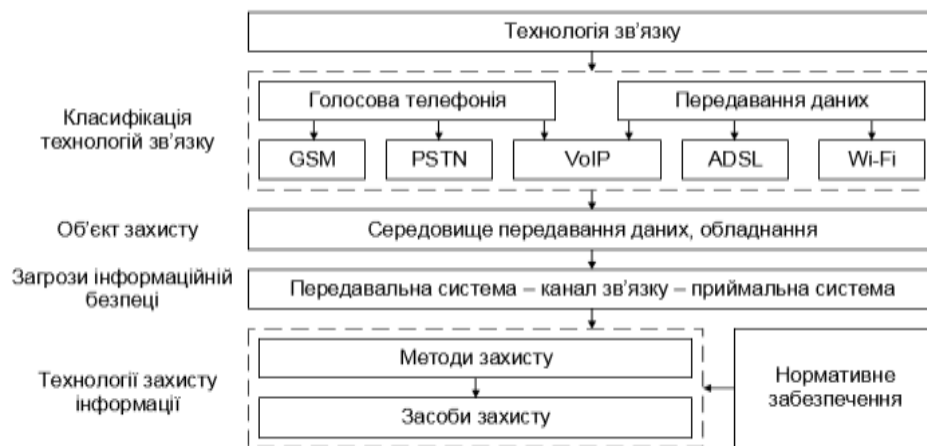 Технологія зв'язку
Класифікація
технологій зв'язку
Голосова телефонія
Передавання даних
GSM
PSTN
VoIP
ADSL
Wi-Fi
Об'єкт захисту
Середовище передавання даних, обладнання
Загрози інформаційній
безпеці
Передавальна система – канал зв'язку – приймальна система
Технології захисту
інформації
Методи захисту
Засоби захисту
Нормативне
забезпечення